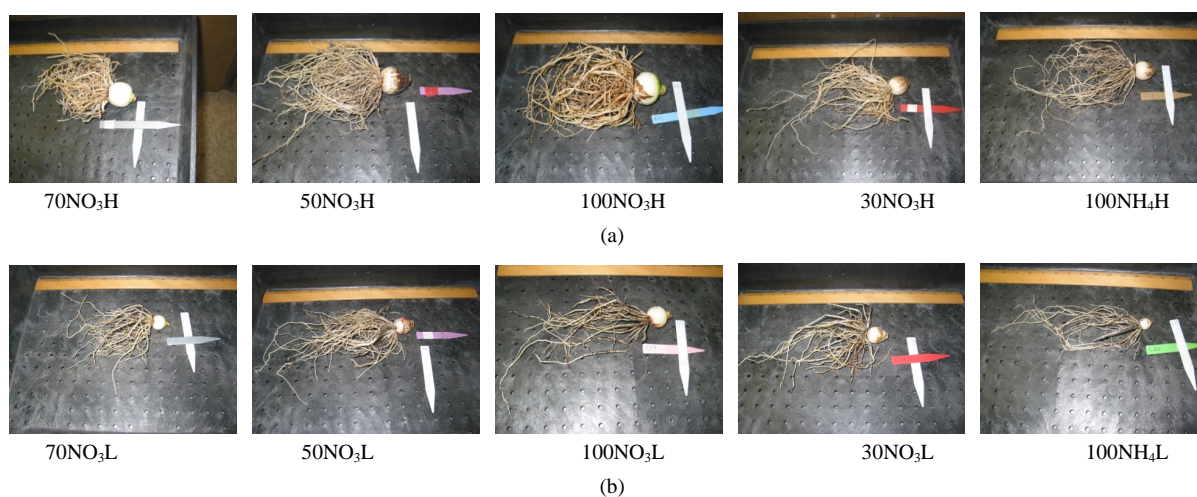 70NO₃H 50NO₃H 100NO₃H 30NO₃H 100NH₄H
(a)
70NO₃L 50NO₃L 100NO₃L 30NO₃L 100NH₄L
(b)